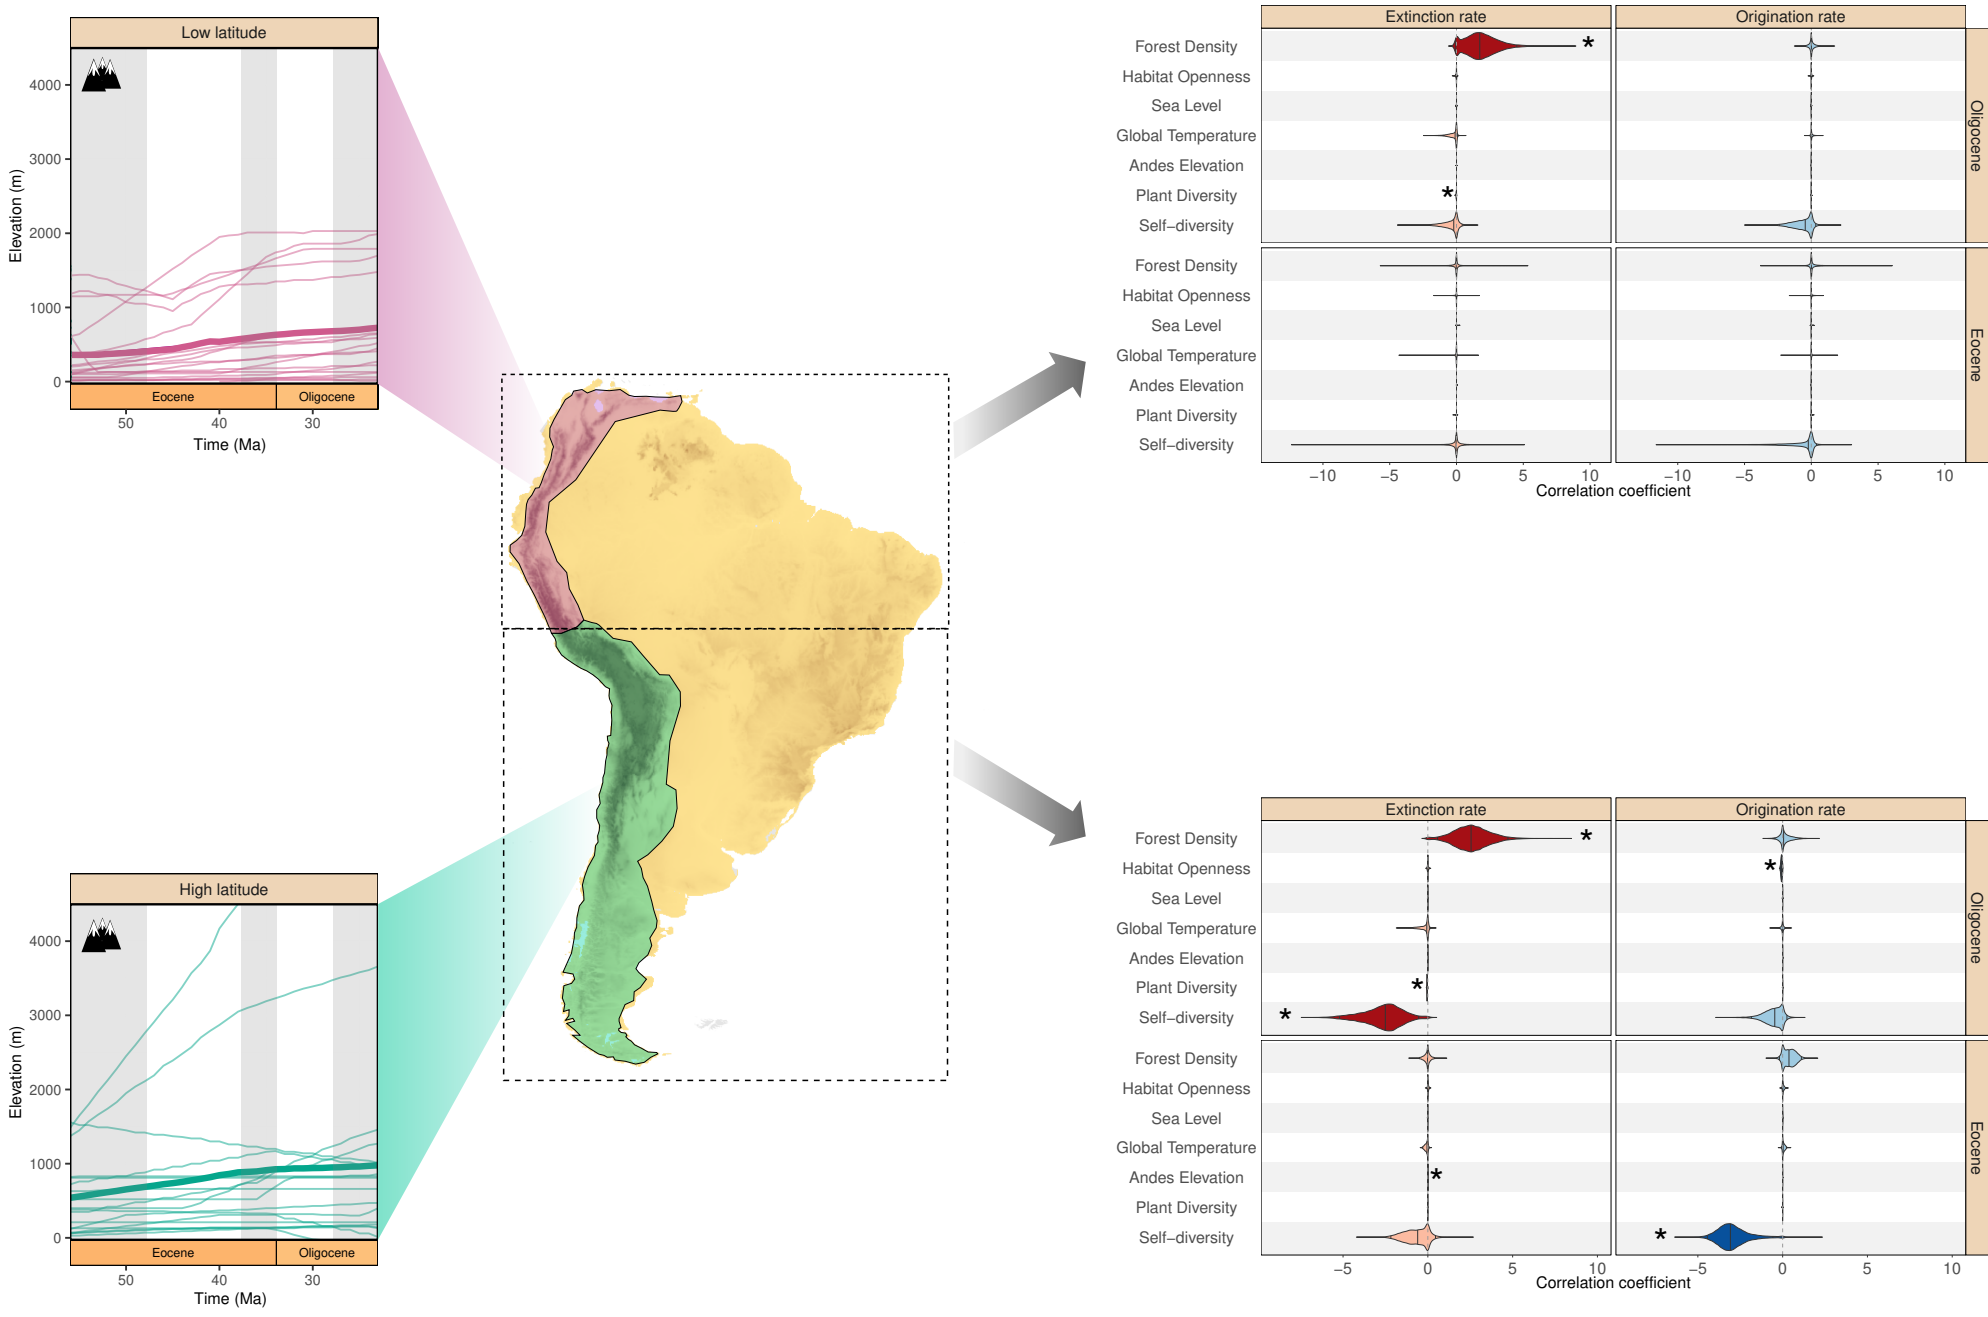 Low latitude
Elevation (m)
4000
3000
2000
1000
0
Eocene
Oligocene
50
40
30
Time (Ma)
High latitude
Elevation (m)
4000
3000
2000
1000
0
Eocene
Oligocene
50
40
30
Time (Ma)
Extinction rate
Origination rate
Forest Density
*
Habitat Openness
Sea Level
Global Temperature
Andes Elevation
Plant Diversity
*
Self−diversity
Oligocene
Forest Density
Habitat Openness
Sea Level
Global Temperature
Andes Elevation
Plant Diversity
Self−diversity
Eocene
−10 −5 0 5 10
−10 −5 0 5 10
Correlation coefficient
Extinction rate
Origination rate
Forest Density
*
Habitat Openness
*
Sea Level
Global Temperature
Andes Elevation
Plant Diversity
*
Self−diversity
*
Oligocene
Forest Density
Habitat Openness
Sea Level
Global Temperature
Andes Elevation
*
Plant Diversity
Self−diversity
*
Eocene
−5 0 5 10
−5 0 5 10
Correlation coefficient